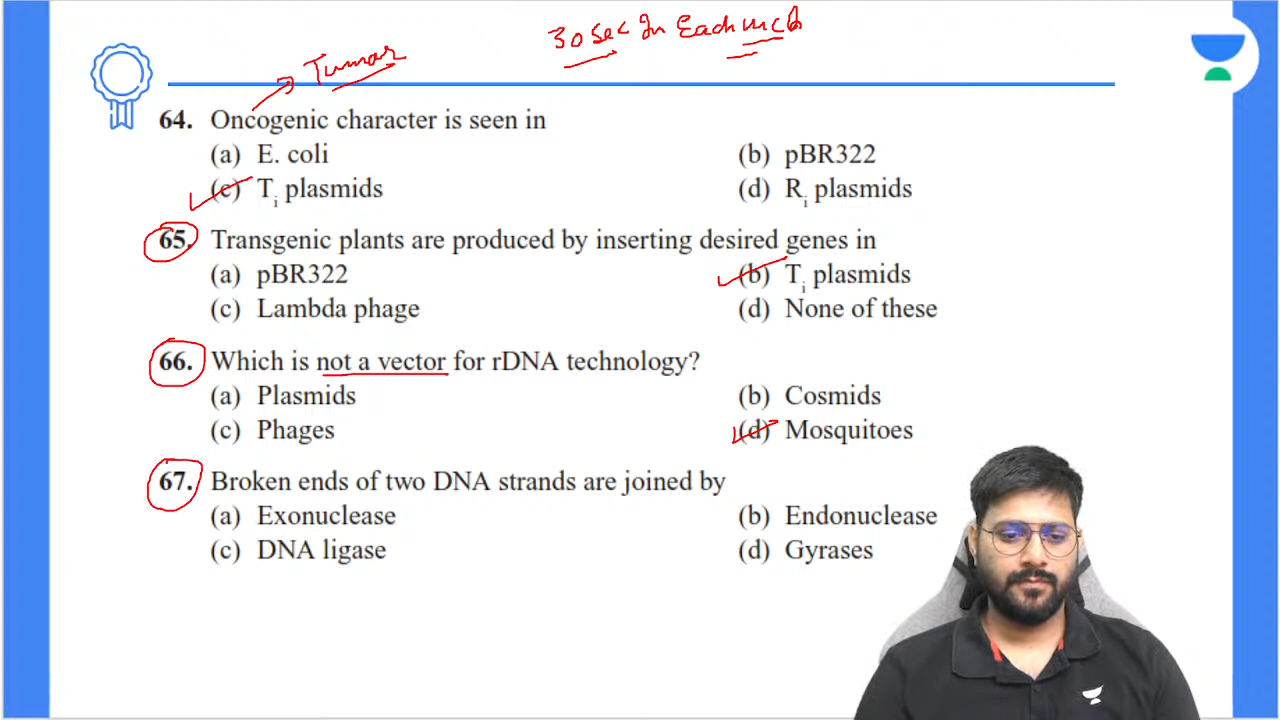 30 Sec In Each MCQ
Tumar
64. Oncogenic character is seen in
(a) E. coli (b) pBR322
(c) Ti plasmids (d) Ri plasmids
65. Transgenic plants are produced by inserting desired genes in
(a) pBR322 (b) Ti plasmids
(c) Lambda phage (d) None of these
66. Which is not a vector for rDNA technology?
(a) Plasmids (b) Cosmids
(c) Phages (d) Mosquitoes
67. Broken ends of two DNA strands are joined by
(a) Exonuclease (b) Endonuclease
(c) DNA ligase (d) Gyrases